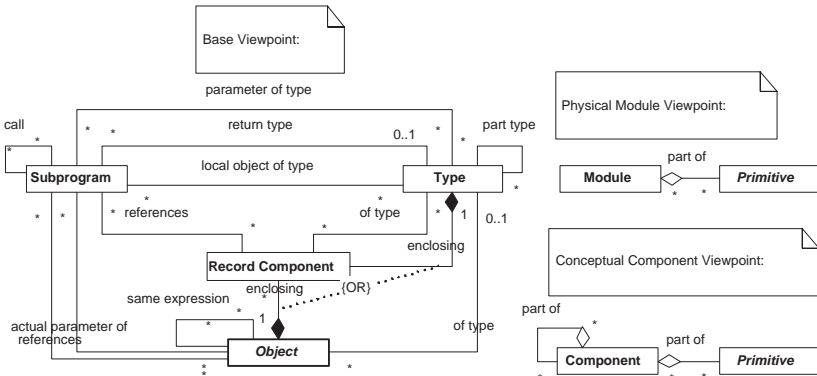 Base Viewpoint:
parameter of type
call
* * return type 0..1 * *
part type
* *
local object of type
Subprogram
Type
* * * references * * of type * 1 0..1 *
enclosing
* *
Record Component
enclosing
{OR}
same expression * *
* 1
actual parameter of
references
of type
Object
* * *
Physical Module Viewpoint:
part of
Module
Primitive
* *
Conceptual Component Viewpoint:
part of
* part of
Component
Primitive
* * *